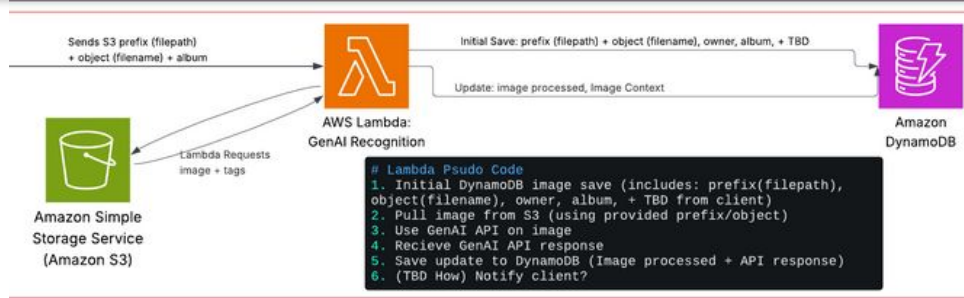 Sends S3 prefix (filepath)
+ object (filename) + album
Initial Save: prefix (filepath) + object (filename), owner, album, + TBD
Update: image processed, Image Context
AWS Lambda:
GenAI Recognition
Amazon
DynamoDB
Lambda Requests
image + tags
Amazon Simple
Storage Service
(Amazon S3)
# Lambda Psudo Code
1. Initial DynamoDB image save (includes: prefix(filepath),
object(filename), owner, album, + TBD from client)
2. Pull image from S3 (using provided prefix/object)
3. Use GenAI API on image
4. Recieve GenAI API response
5. Save update to DynamoDB (Image processed + API response)
6. (TBD How) Notify client?